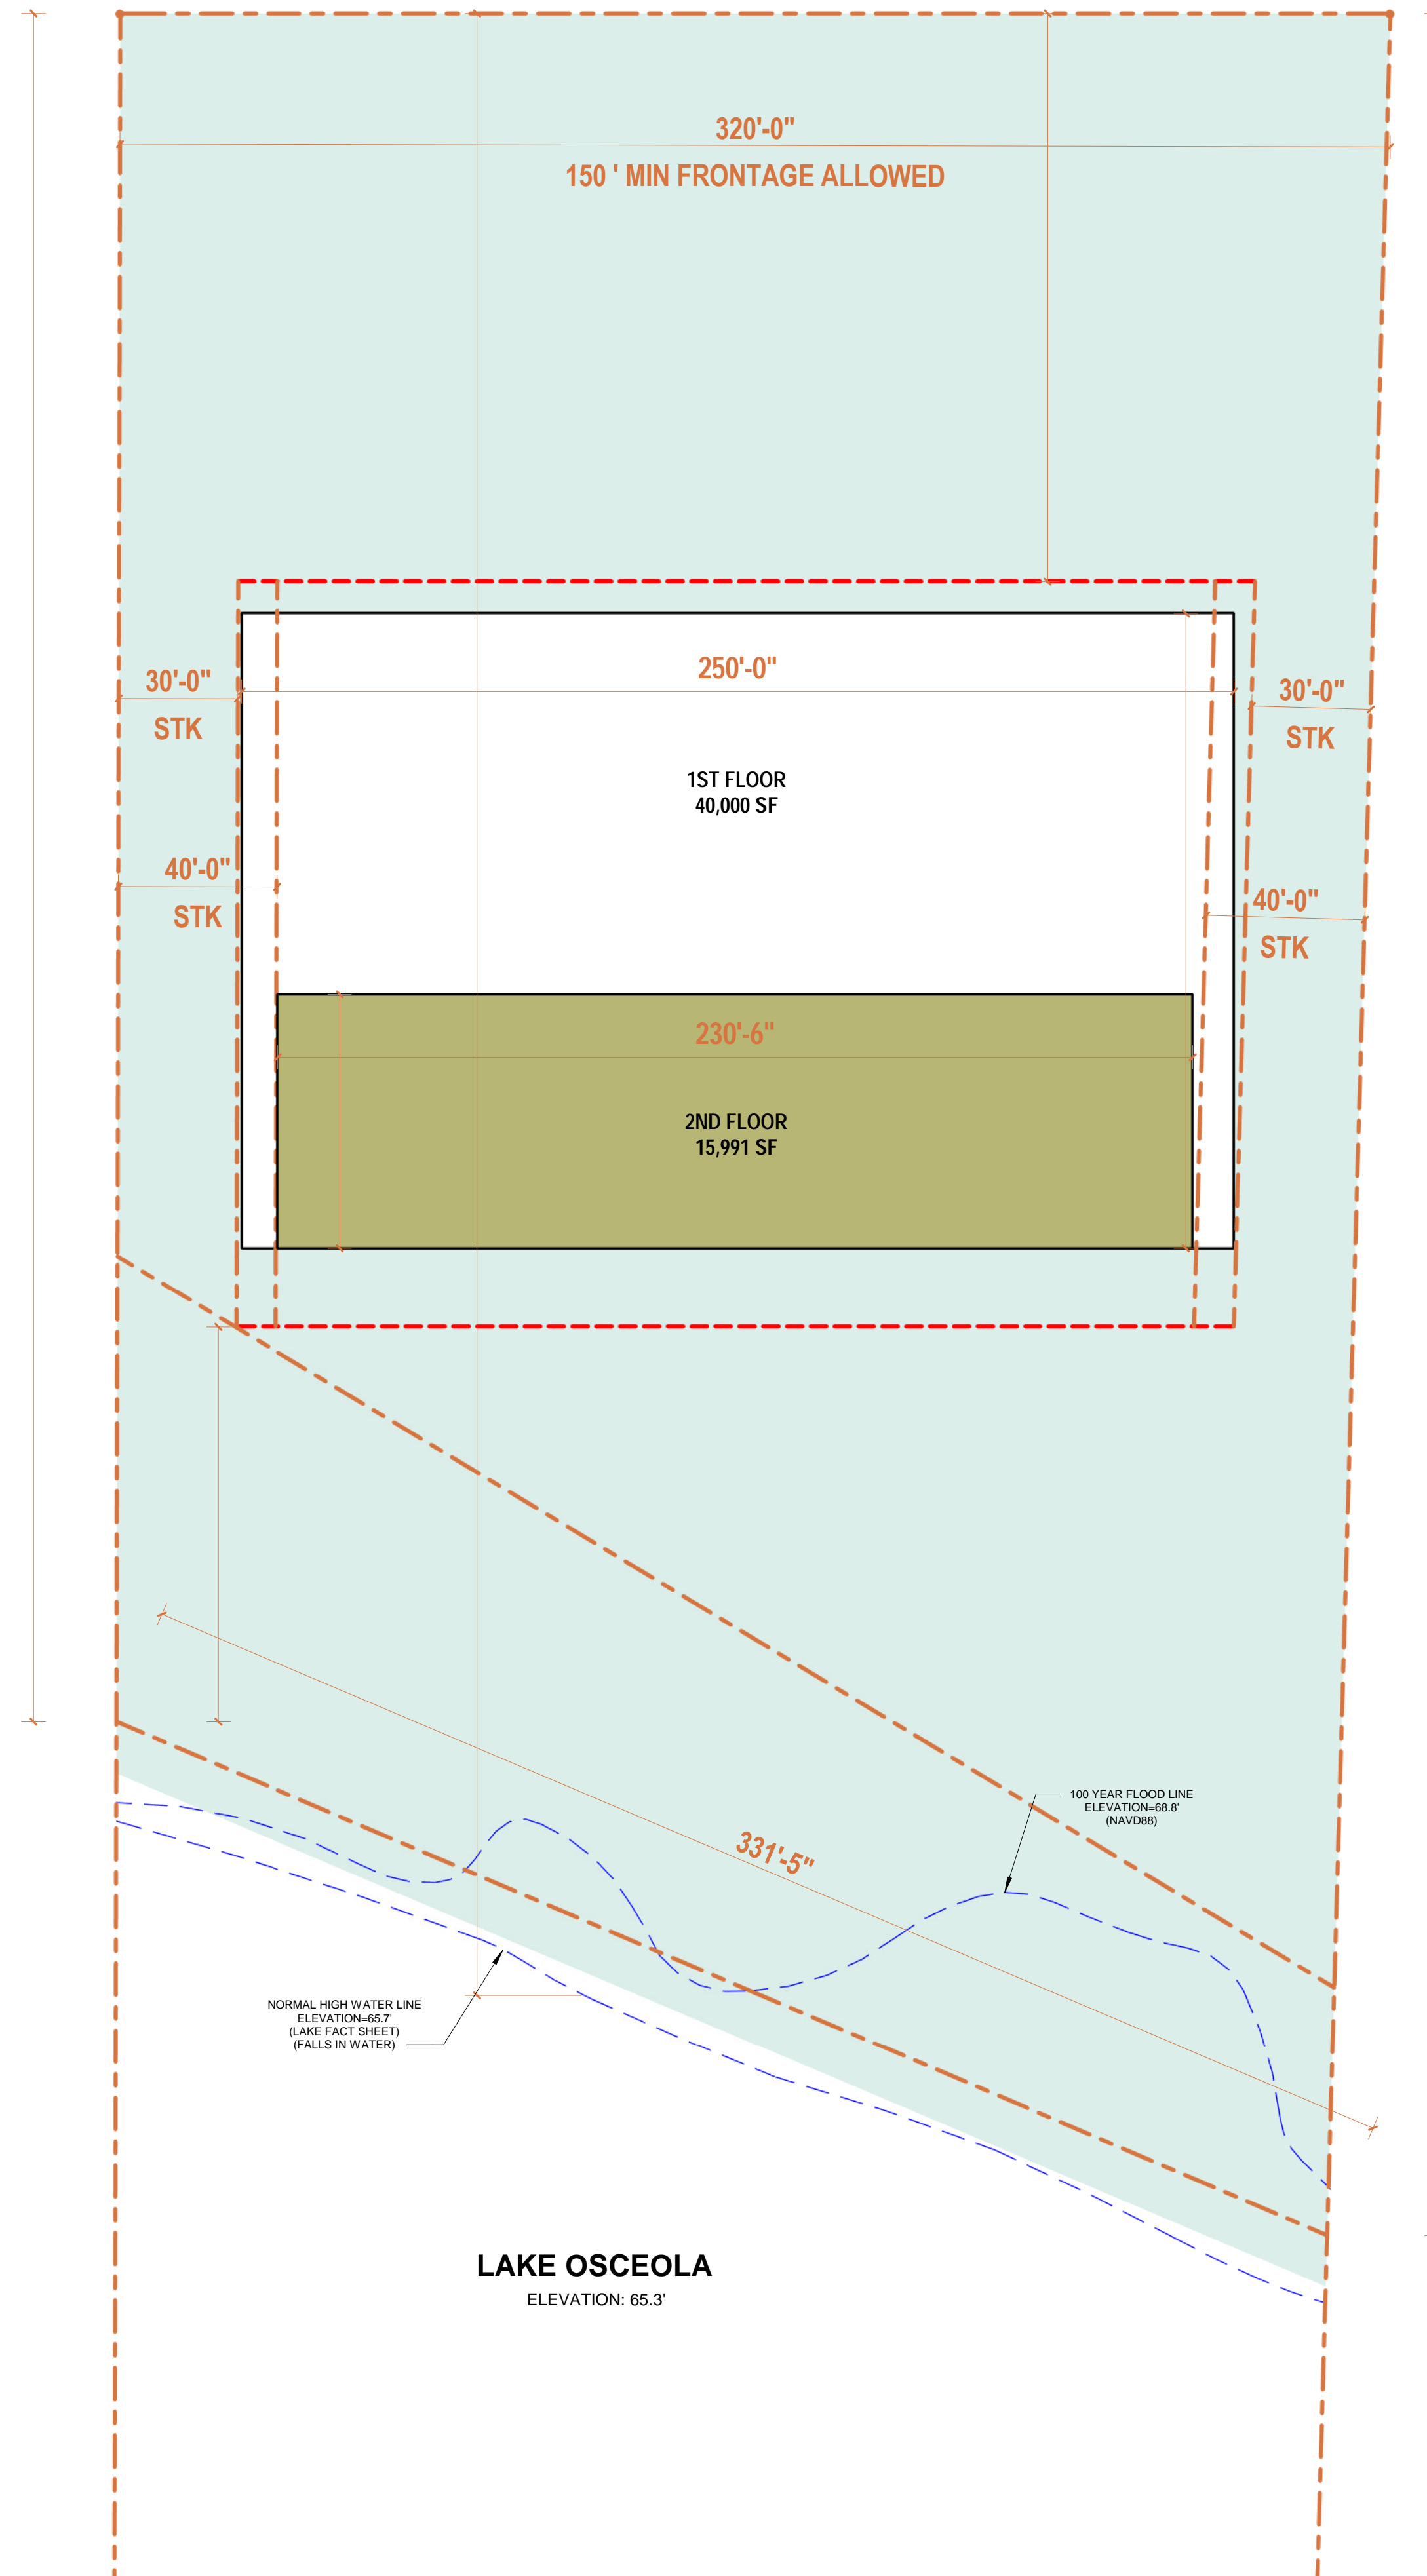 320'-0"
150 ' MIN FRONTAGE ALLOWED
250'-0"
30'-0"
STK
30'-0"
STK
1ST FLOOR
40,000 SF
40'-0"
STK
40'-0"
STK
230'-6"
2ND FLOOR
15,991 SF
100 YEAR FLOOD LINE
ELEVATION=68.8'
(NAVD88)
331'-5"
NORMAL HIGH WATER LINE
ELEVATION=65.7'
(LAKE FACT SHEET)
(FALLS IN WATER)
LAKE OSCEOLA
ELEVATION: 65.3'